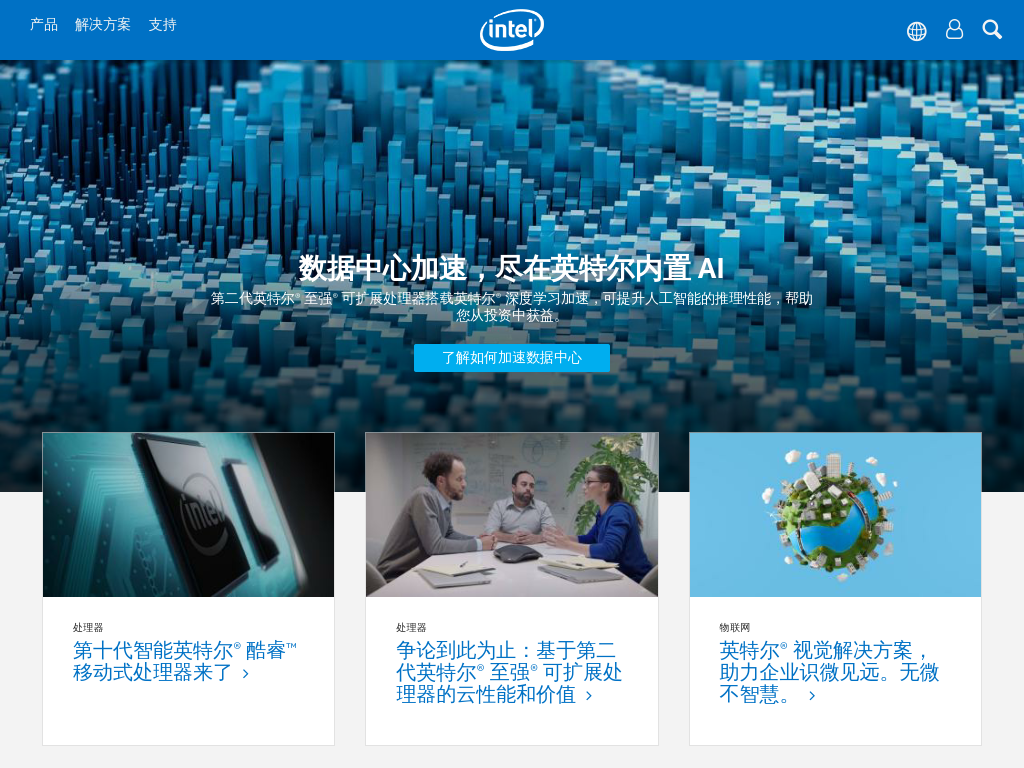 产品 解决方案 支持
intel
数据中心加速，尽在英特尔内置 AI
第二代英特尔® 至强® 可扩展处理器搭载英特尔® 深度学习加速，可提升人工智能的推理性能，帮助
您从投资中获益。
了解如何加速数据中心
intel
处理器
第十代智能英特尔® 酷睿™
移动式处理器来了
处理器
争论到此为止：基于第二
代英特尔® 至强® 可扩展处
理器的云性能和价值
物联网
英特尔® 视觉解决方案，
助力企业识微见远。无微
不智慧。